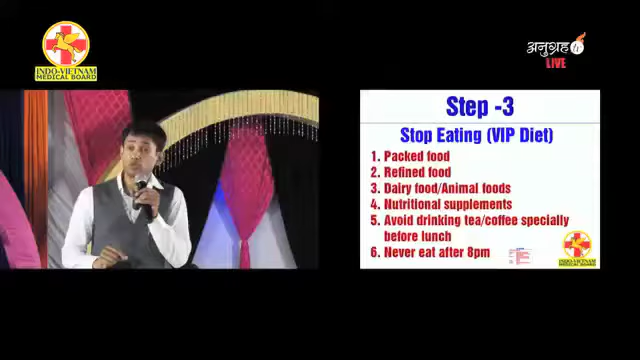 INDO-VIETNAM
MEDICAL BOARD
अनुग्रह
LIVE
Step -3
Stop Eating (VIP Diet)
1. Packed food
2. Refined food
3. Dairy food/Animal foods
4. Nutritional supplements
5. Avoid drinking tea/coffee specially
before lunch
6. Never eat after 8pm
INDO-VIETNAM
MEDICAL BOARD